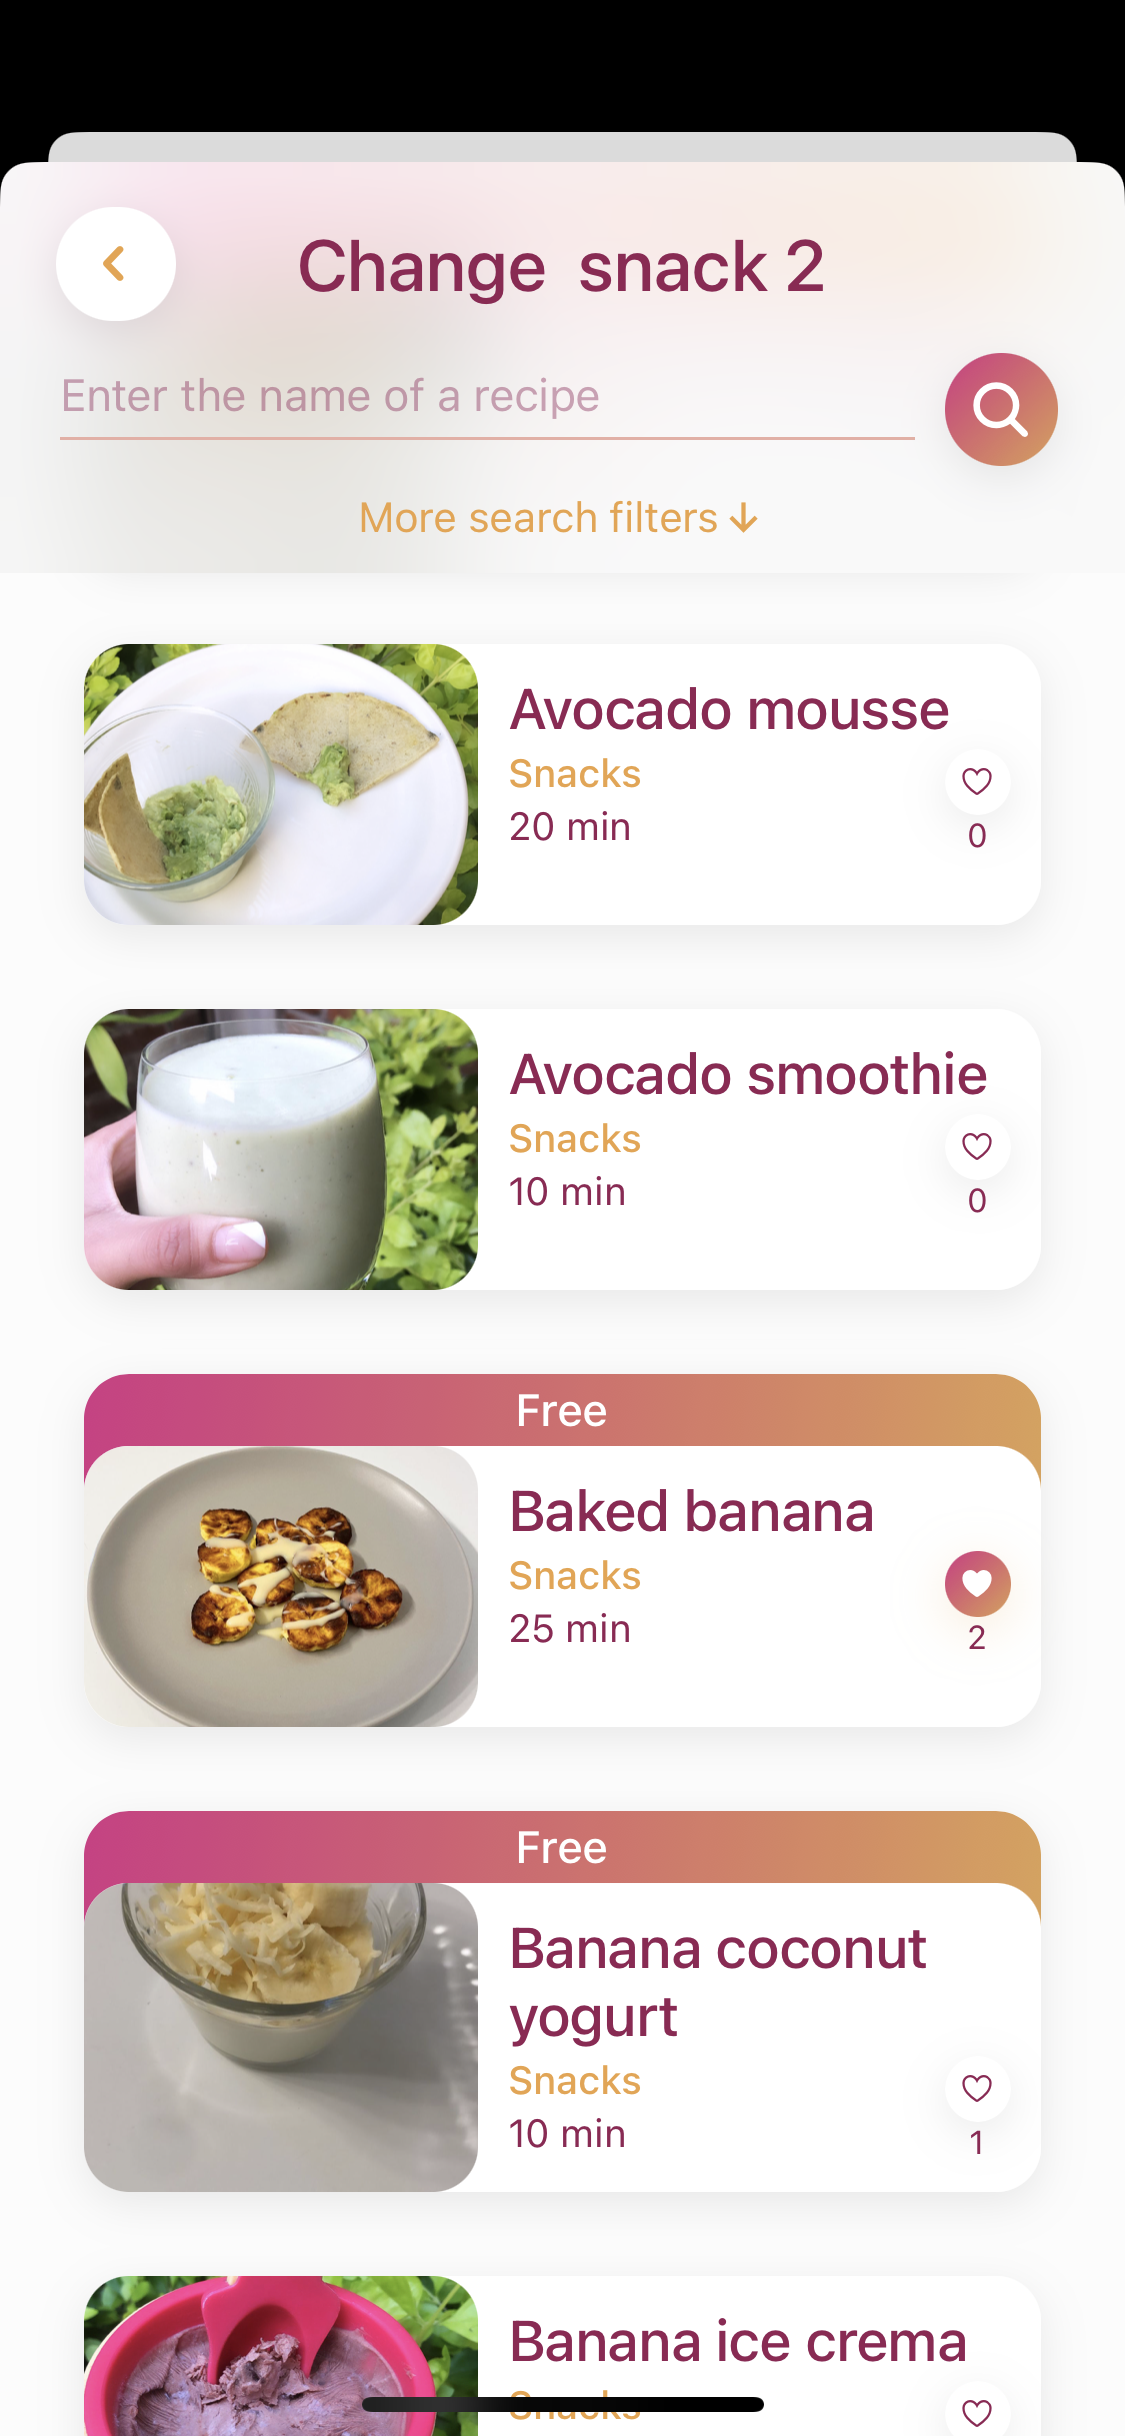 Change  snack 2
Enter the name of a recipe
More search filters ↓
Avocado mousse
Snacks
20 min
0
Avocado smoothie
Snacks
10 min
0
Free
Baked banana
Snacks
25 min
2
Free
Banana coconut
yogurt
Snacks
10 min
1
Banana ice crema
Snacks